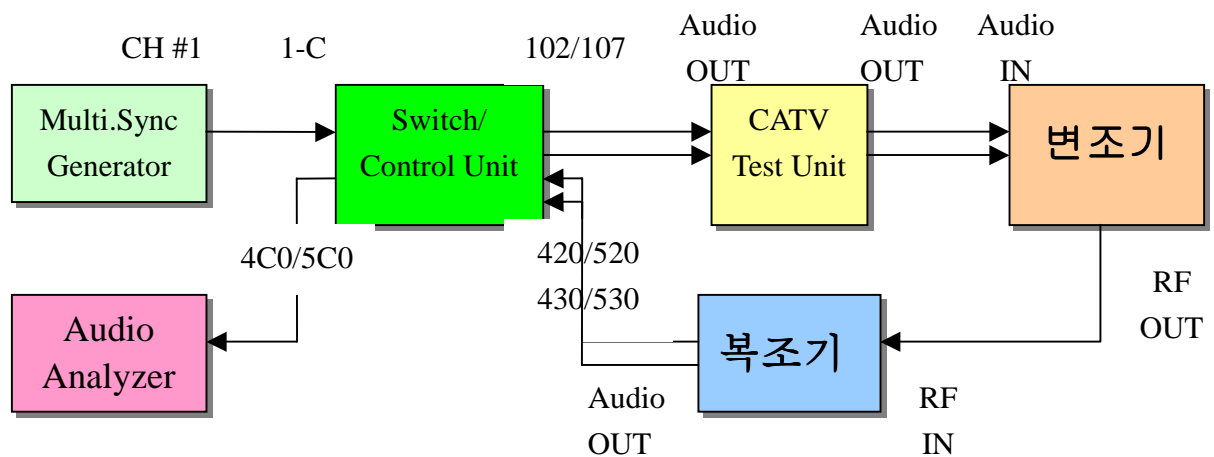 CH #1
1-C
102/107
Audio
OUT
Audio
OUT
Audio
IN
Multi.Sync
Generator
Switch/
Control Unit
CATV
Test Unit
변조기
4C0/5C0
420/520
430/530
RF
OUT
Audio
Analyzer
복조기
Audio
OUT
RF
IN